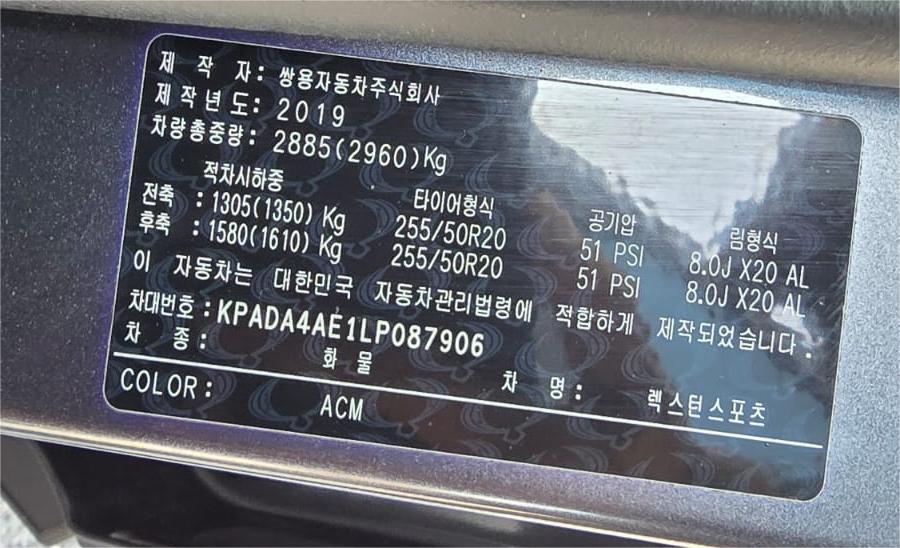 제 작 자: 쌍용자동차주식회사
제작년도: 2019
차량총중량: 2885(2960)Kg
적차시하중 타이어형식 공기압 림형식
전축 : 1305(1350) Kg 255/50R20 51 PSI 8.0J X20 AL
후축 : 1580(1610) Kg 255/50R20 51 PSI 8.0J X20 AL
이 자동차는 대한민국 자동차관리법령에 적합하게 제작되었습니다.
차대번호 : KPADA4AE1LP087906
차 종: 화 물 차 명: 렉스턴스포츠
COLOR: ACM